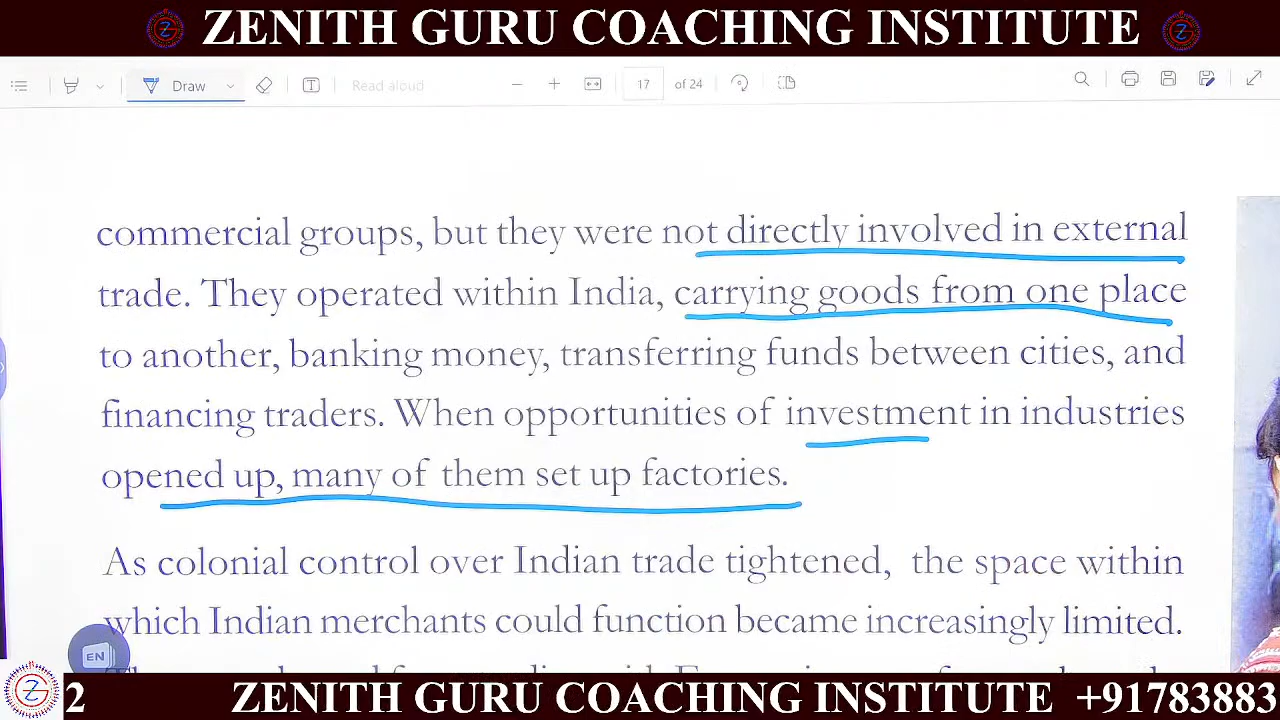 ZENITH GURU COACHING INSTITUTE
Draw
Read aloud
17 of 24
commercial groups, but they were not directly involved in external
trade. They operated within India, carrying goods from one place
to another, banking money, transferring funds between cities, and
financing traders. When opportunities of investment in industries
opened up, many of them set up factories.
As colonial control over Indian trade tightened, the space within
which Indian merchants could function became increasingly limited.
EN
2 ZENITH GURU COACHING INSTITUTE +91783883